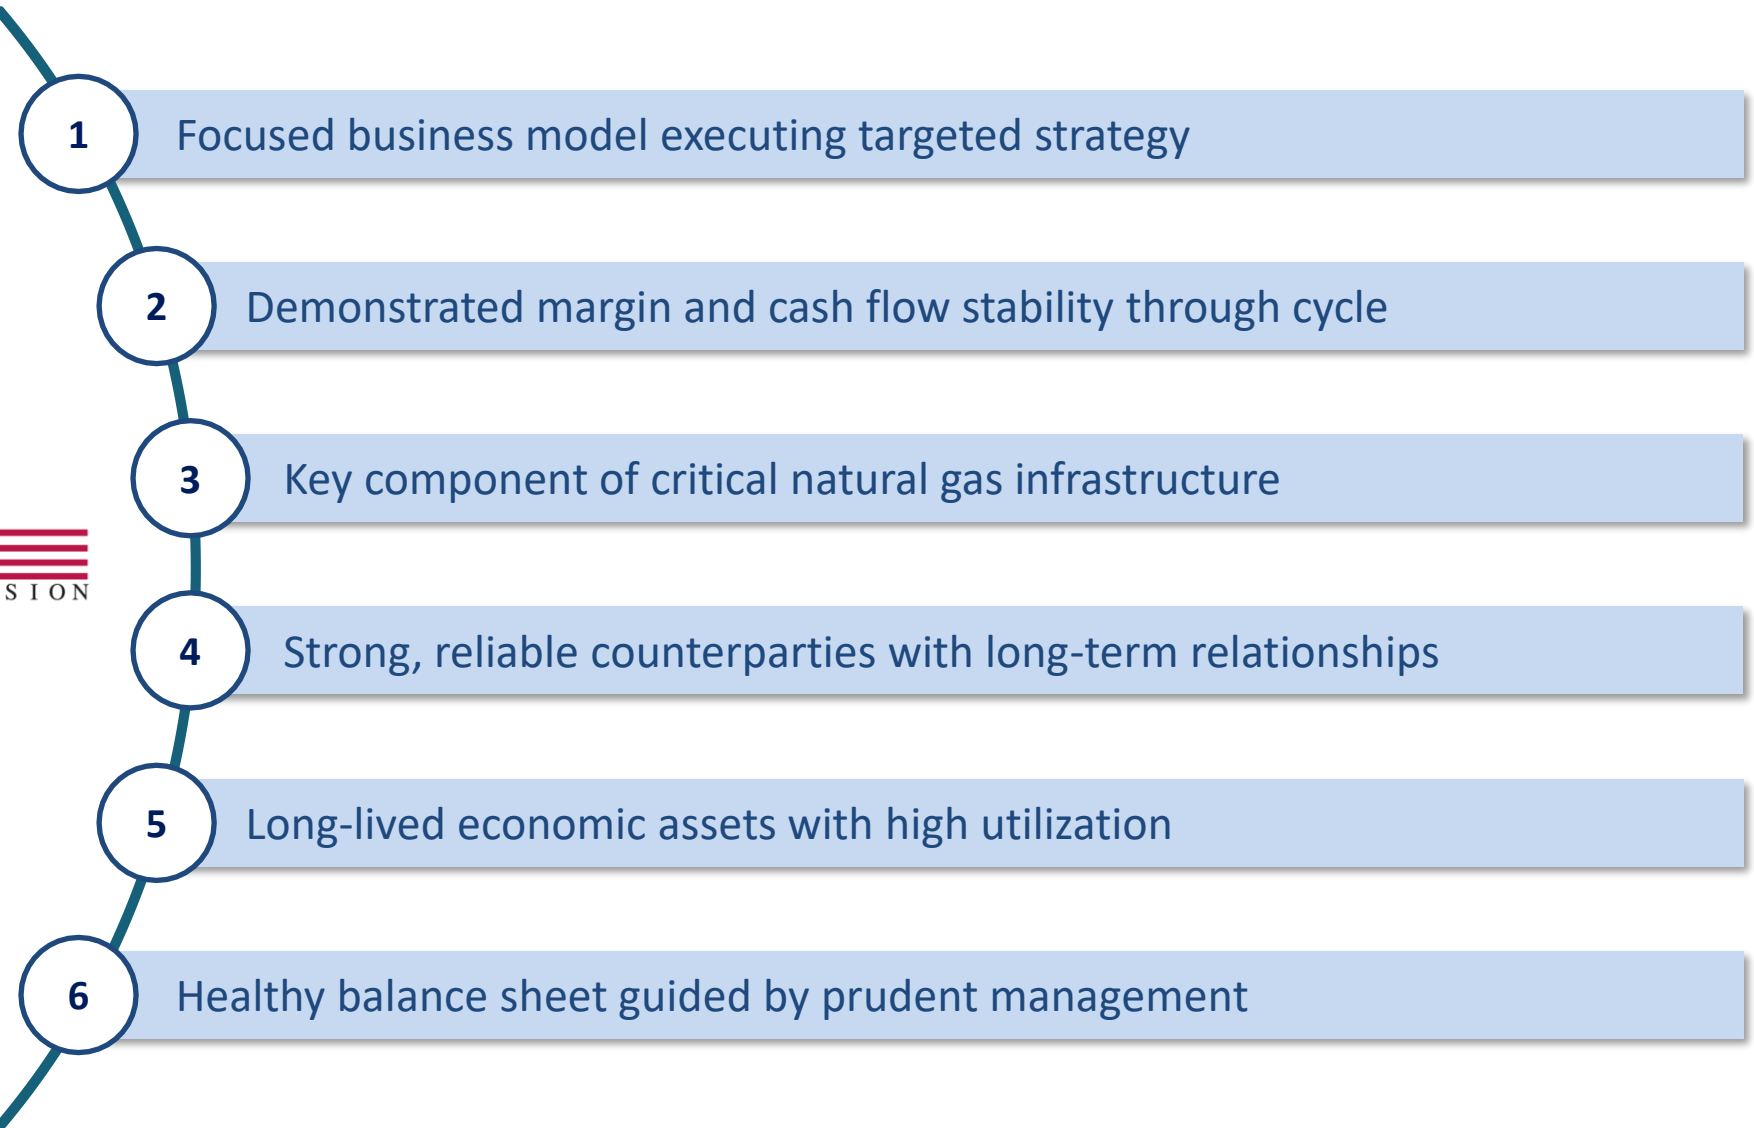 1
Focused business model executing targeted strategy
2
Demonstrated margin and cash flow stability through cycle
3
Key component of critical natural gas infrastructure
SION
4
Strong, reliable counterparties with long-term relationships
5
Long-lived economic assets with high utilization
6
Healthy balance sheet guided by prudent management